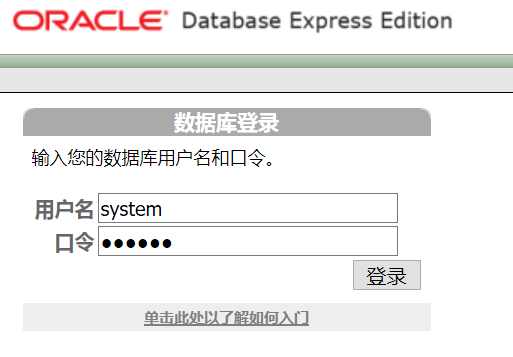 ORACLE Database Express Edition
数据库登录
输入您的数据库用户名和口令。
用户名 system
口令 ●●●●●●
登录
单击此处以了解如何入门